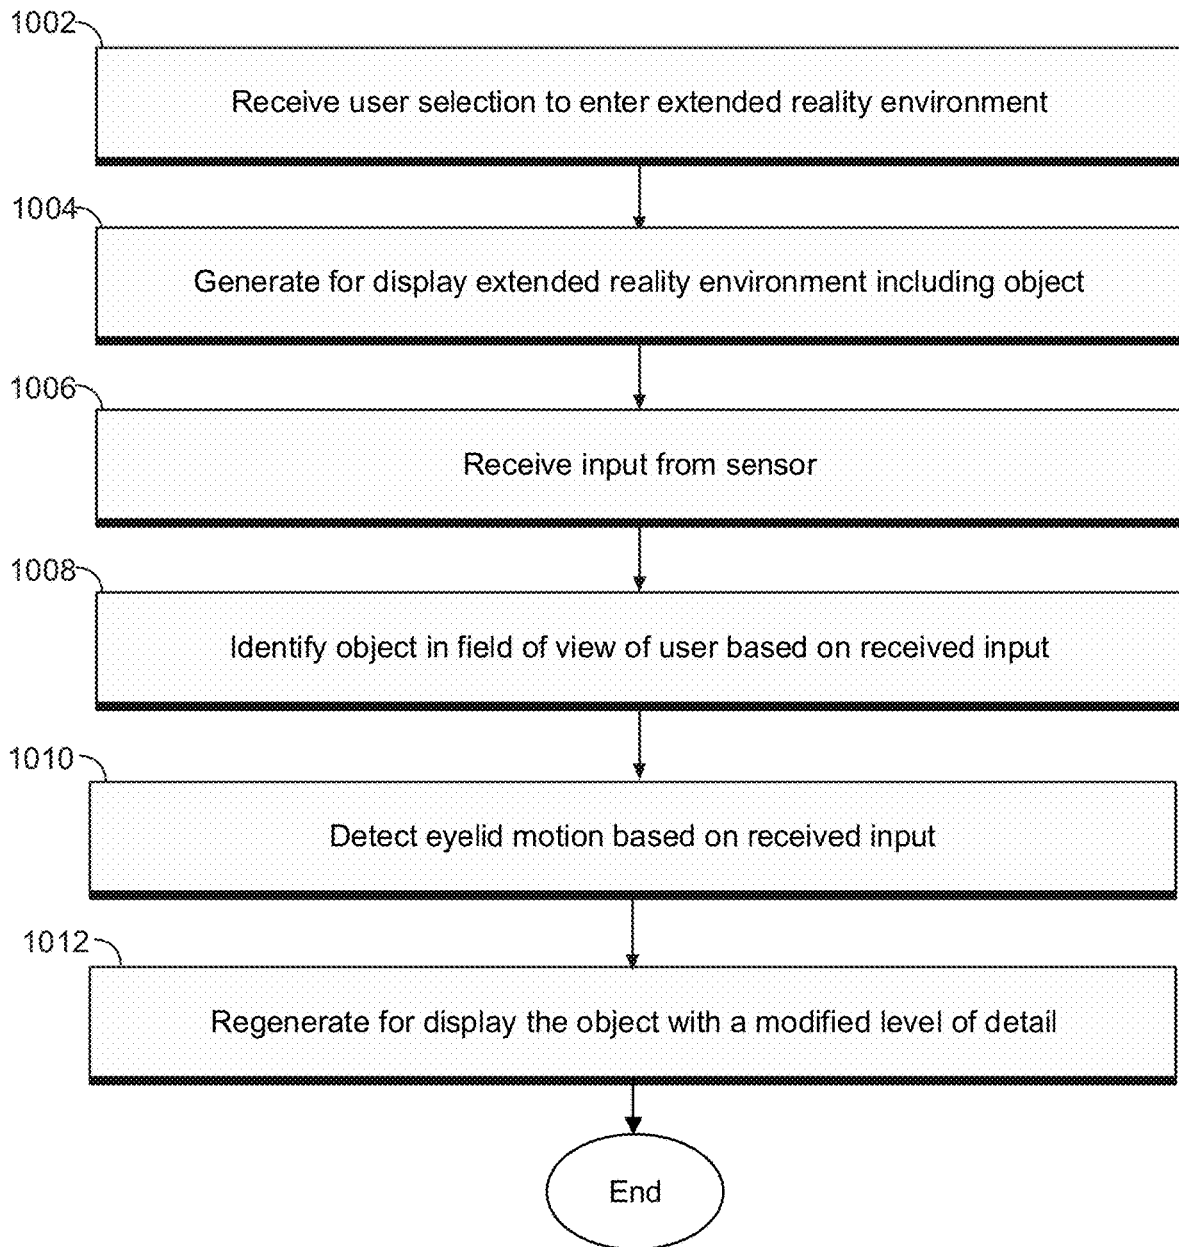 1002
Receive user selection to enter extended reality environment
1004
Generate for display extended reality environment including object
1006
Receive input from sensor
1008
Identify object in field of view of user based on received input
1010
Detect eyelid motion based on received input
1012
Regenerate for display the object with a modified level of detail
End